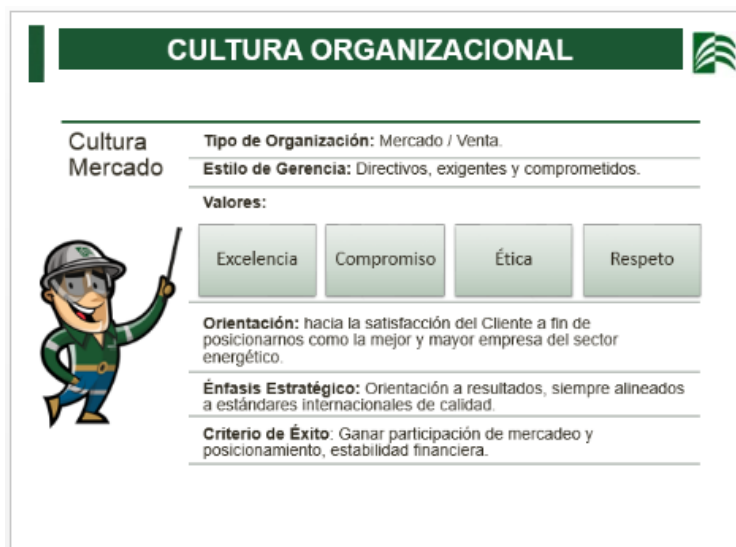 CULTURA ORGANIZACIONAL
Cultura
Mercado
Tipo de Organización: Mercado / Venta.
Estilo de Gerencia: Directivos, exigentes y comprometidos.
Valores:
Excelencia
Compromiso
Ética
Respeto
Orientación: hacia la satisfacción del Cliente a fin de
posicionarnos como la mejor y mayor empresa del sector
energético.
Énfasis Estratégico: Orientación a resultados, siempre alineados
a estándares internacionales de calidad.
Criterio de Éxito: Ganar participación de mercadeo y
posicionamiento, estabilidad financiera.